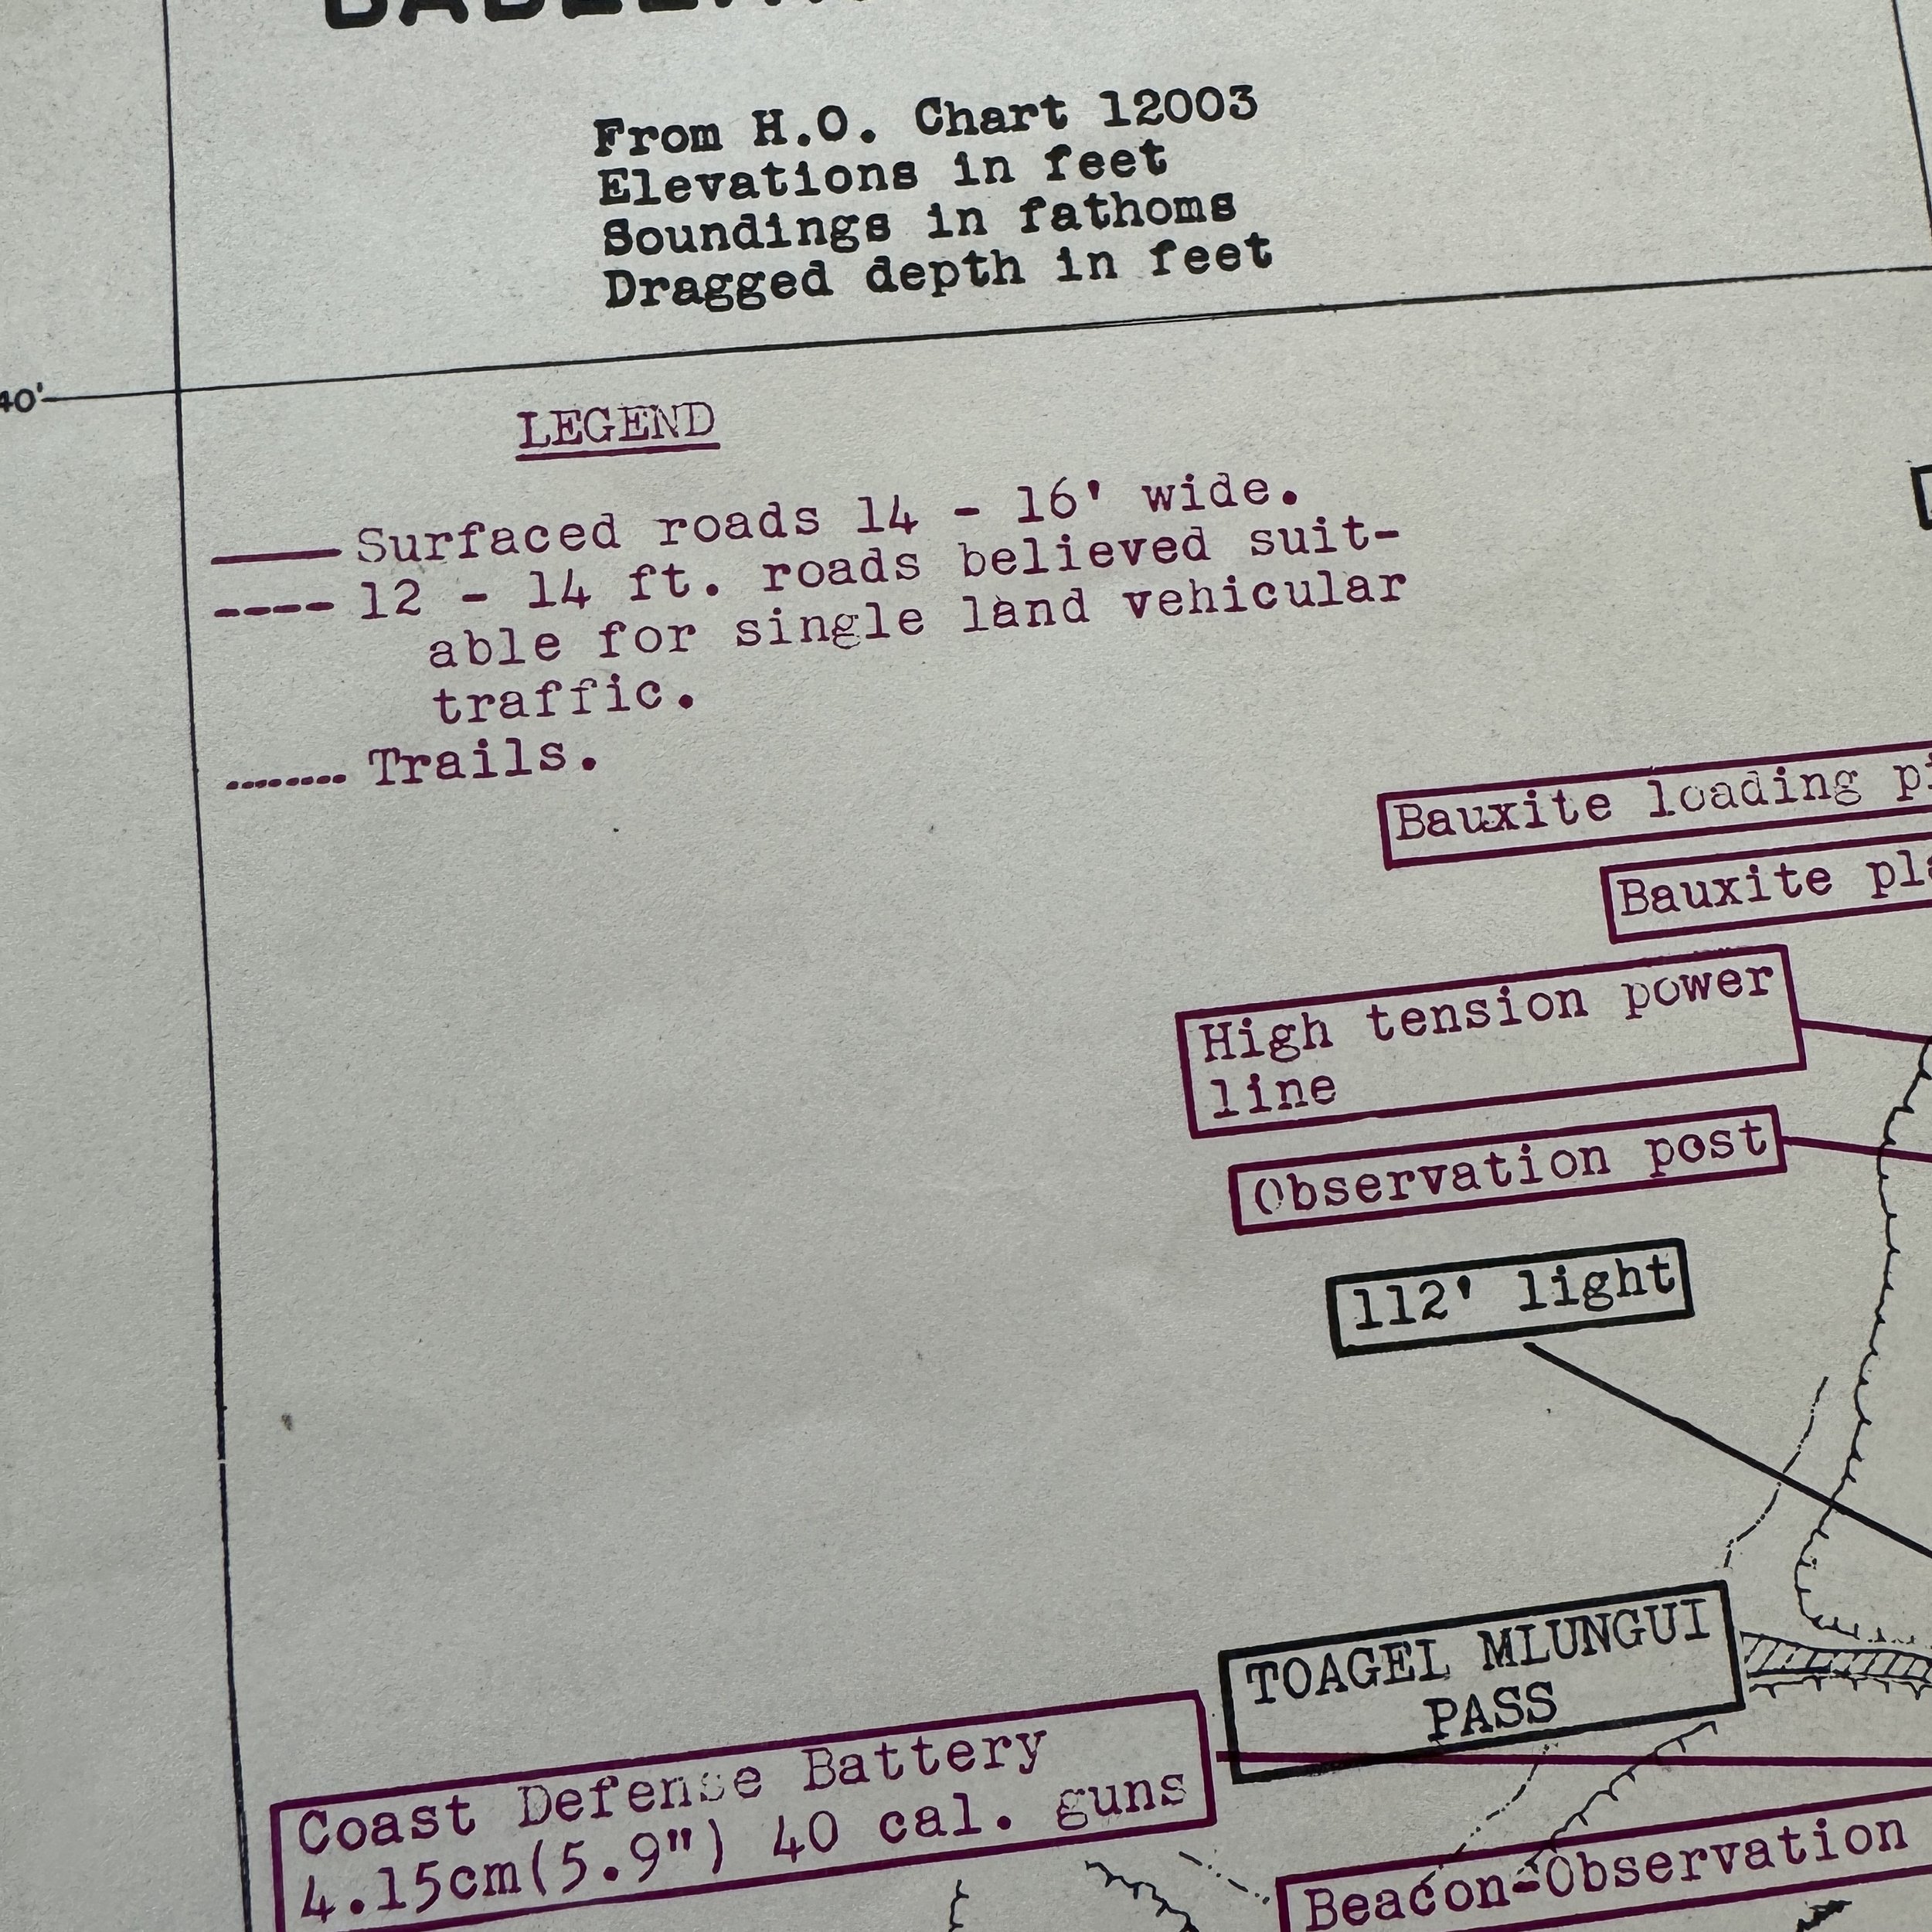 From H.O. Chart 12003
Elevations in feet
Soundings in fathoms
Dragged depth in feet
40'
LEGEND
Surfaced roads 14 - 16' wide.
12 - 14 ft. roads believed suit-
able for single land vehicular
traffic.
Trails.
Bauxite loading
Bauxite
High tension power
line
Observation post
112' light
TOAGEL MLUNGUI
PASS
Coast Defense Battery
4.15cm(5.9") 40 cal. guns
Beacon-Observation